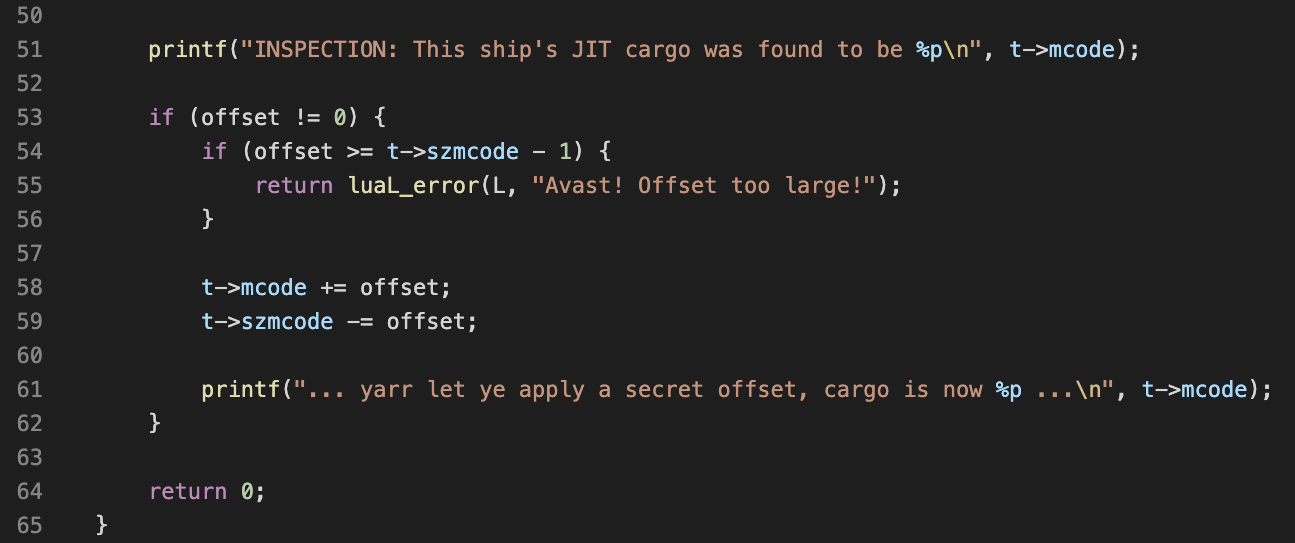 50
51 printf("INSPECTION: This ship's JIT cargo was found to be %p\n", t->mcode);
52
53 if (offset != 0) {
54 if (offset >= t->szmcode - 1) {
55 return luaL_error(L, "Avast! Offset too large!");
56 }
57
58 t->mcode += offset;
59 t->szmcode -= offset;
60
61 printf("... yarr let ye apply a secret offset, cargo is now %p ...\n", t->mcode);
62 }
63
64 return 0;
65 }